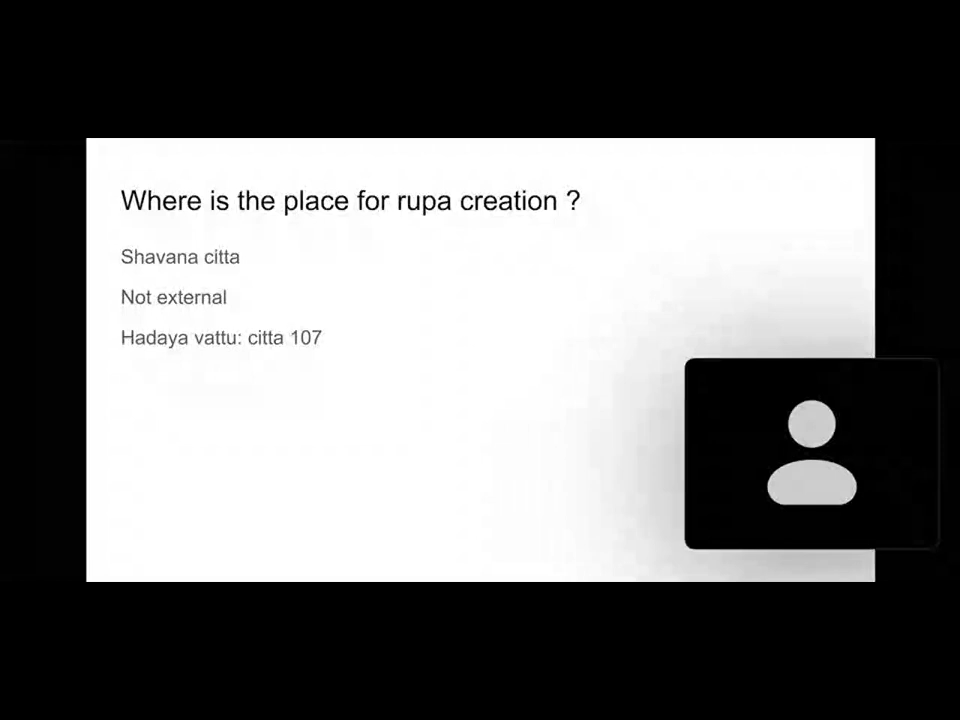 Where is the place for rupa creation ?
Shavana citta
Not external
Hadaya vattu: citta 107